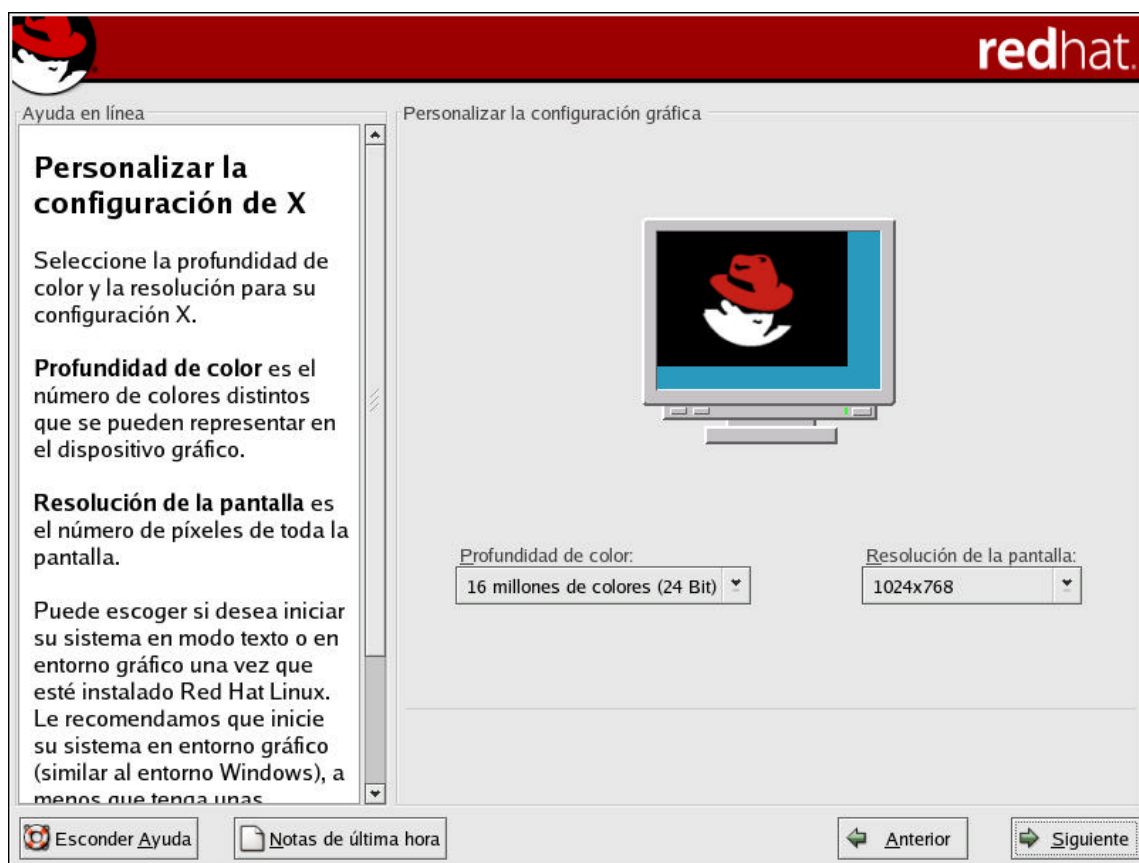 redhat.
Ayuda en línea
Personalizar la
configuración de X
Seleccione la profundidad de
color y la resolución para su
configuración X.
Profundidad de color es el
número de colores distintos
que se pueden representar en
el dispositivo gráfico.
Resolución de la pantalla es
el número de píxeles de toda la
pantalla.
Puede escoger si desea iniciar
su sistema en modo texto o en
entorno gráfico una vez que
esté instalado Red Hat Linux.
Le recomendamos que inicie
su sistema en entorno gráfico
(similar al entorno Windows), a
menos que tenga unas
Personalizar la configuración gráfica
Profundidad de color:
16 millones de colores (24 Bit)
Resolución de la pantalla:
1024x768
Esconder Ayuda
Notas de última hora
Anterior
Siguiente